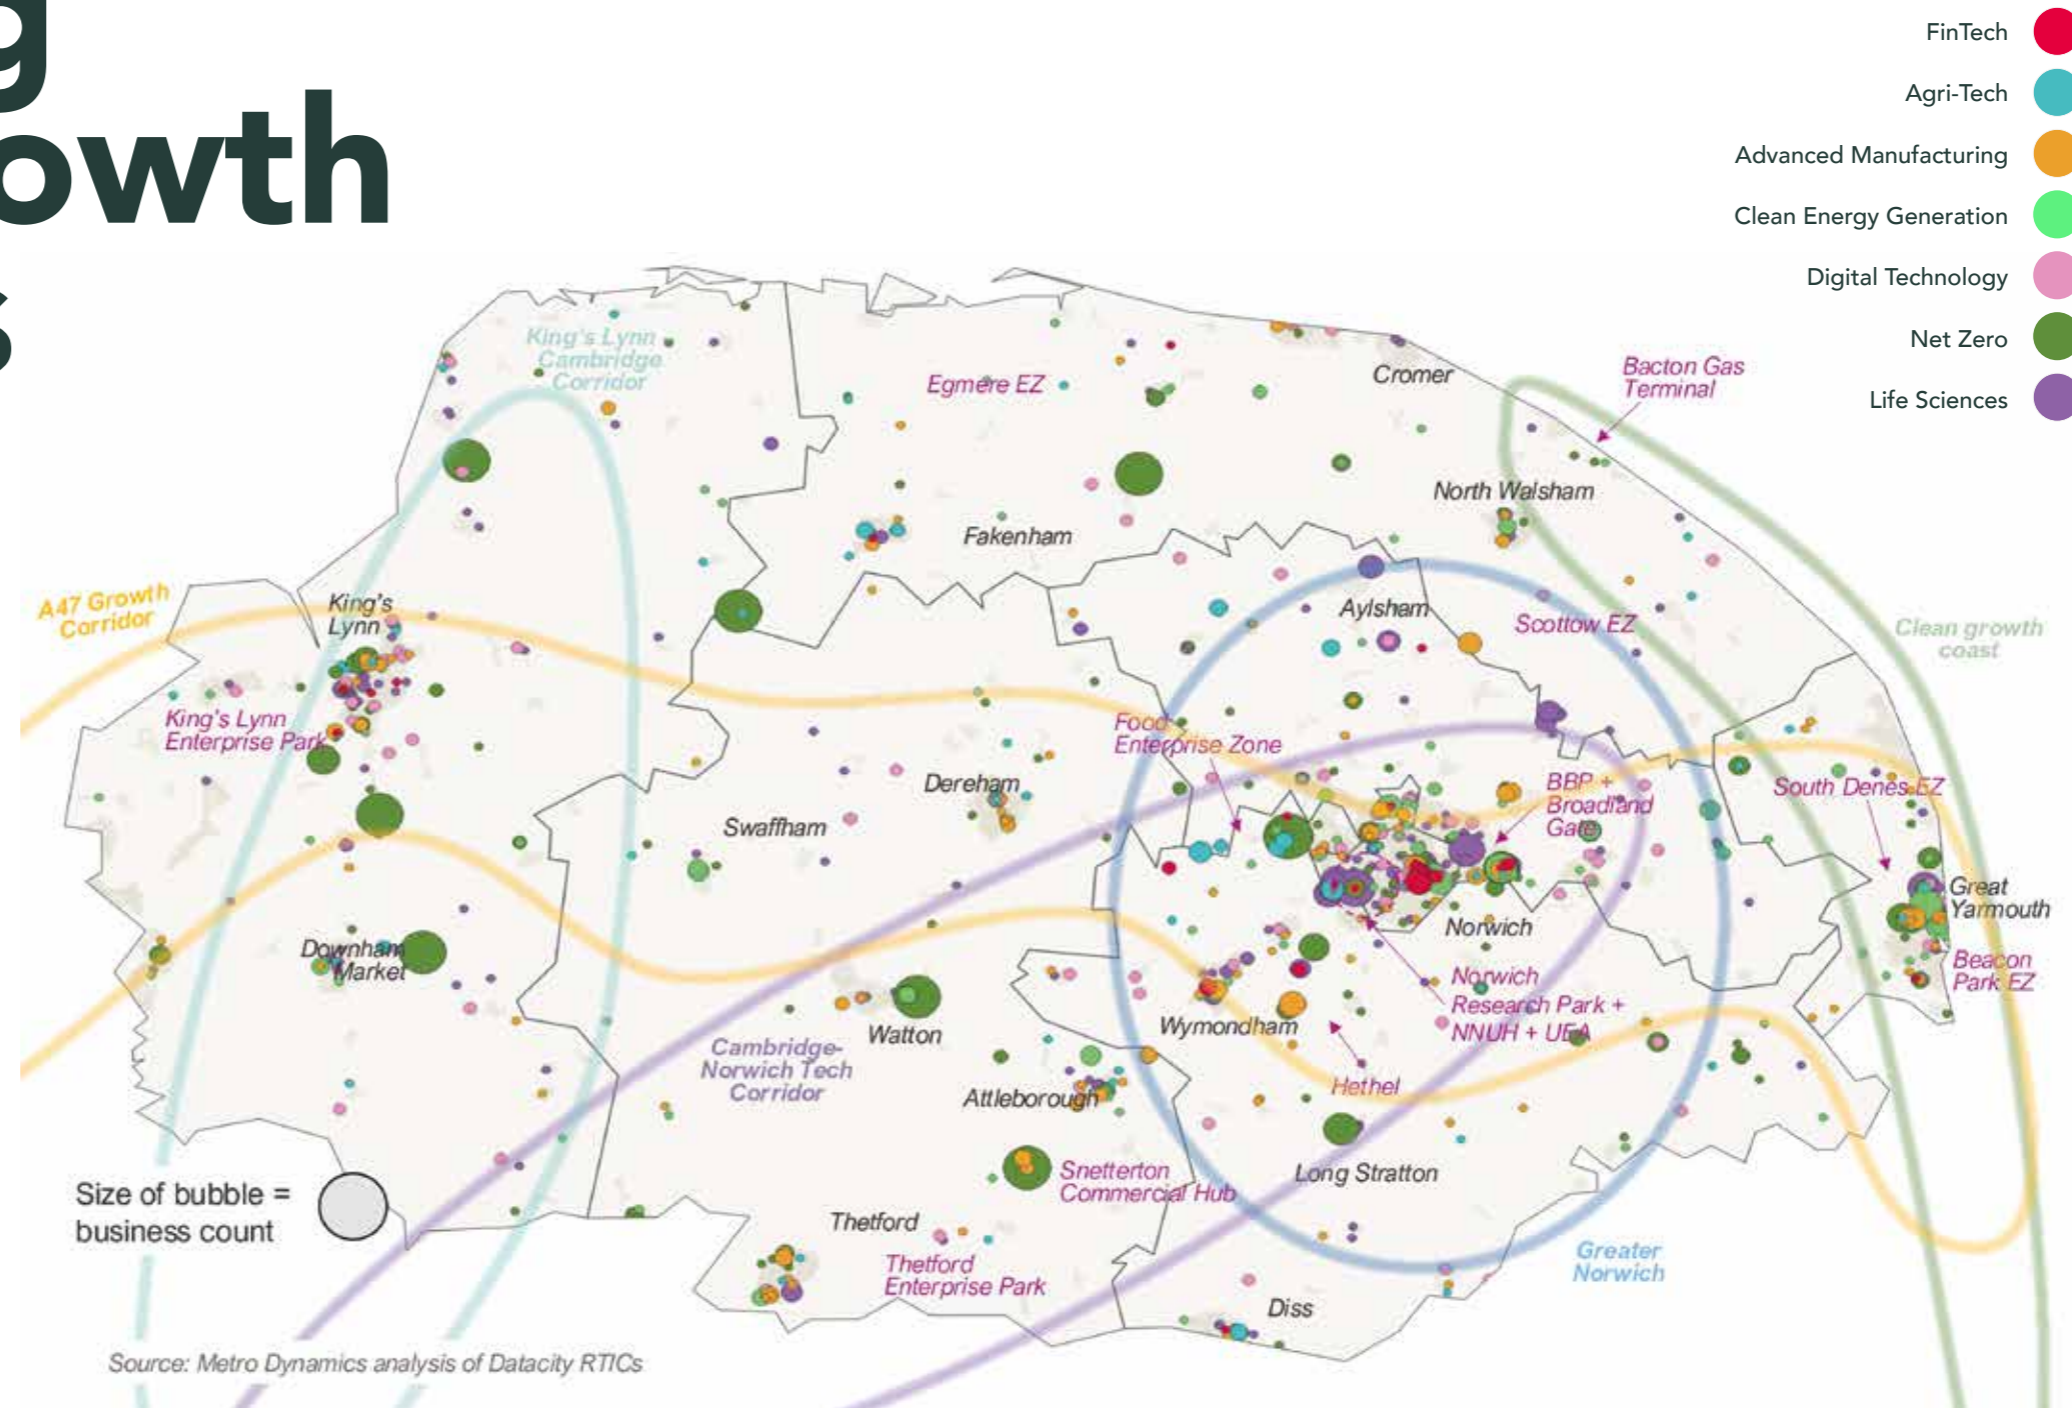 g
owth
s
FinTech
Agri-Tech
Advanced Manufacturing
Clean Energy Generation
Digital Technology
Net Zero
Life Sciences
King's Lynn
Cambridge
Corridor
Egmere EZ
Cromer
Bacton Gas
Terminal
North Walsham
Fakenham
A47 Growth
Corridor
King's
Lynn
Aylsham
Scottow EZ
Clean growth
coast
King's Lynn
Enterprise Park
Food
Enterprise Zone
Dereham
BBP +
Broadland
Gate
South Denes EZ
Swaffham
Great
Yarmouth
Norwich
Downham
Market
Beacon
Park EZ
Norwich
Research Park +
NNUH + UEA
Wymondham
Watton
Cambridge-
Norwich Tech
Corridor
Attleborough
Hethel
Snetterton
Commercial Hub
Long Stratton
Size of bubble =
business count
Thetford
Thetford
Enterprise Park
Greater
Norwich
Diss
Source: Metro Dynamics analysis of Datacity RTICs